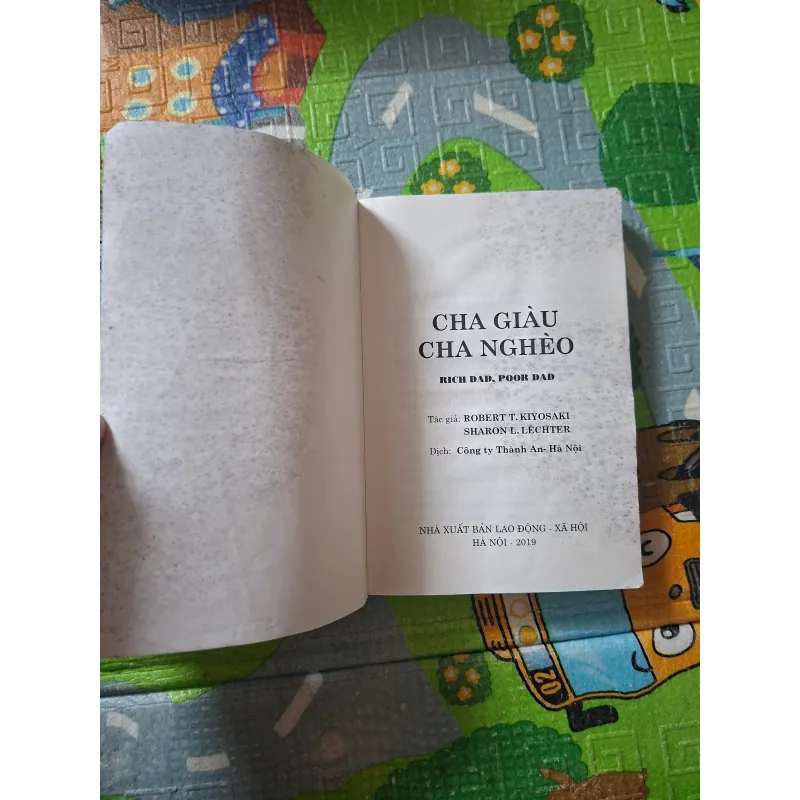 CHA GIÀU
CHA NGHÈO
RICH DAD, POOR DAD
Tác giả: ROBERT T. KIYOSAKI
SHARON L. LECHTER
Dịch: Công ty Thành An- Hà Nội
NHÀ XUẤT BẢN LAO ĐỘNG - XÃ HỘI
HÀ NỘI - 2019
02